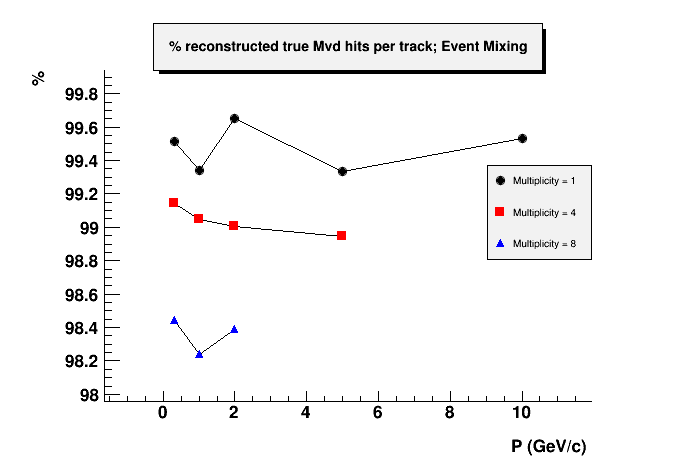 % reconstructed true Mvd hits per track; Event Mixing
%
99.8
99.6
99.4
99.2
99
98.8
98.6
98.4
98.2
98
Multiplicity = 1
Multiplicity = 4
Multiplicity = 8
0 2 4 6 8 10
P (GeV/c)